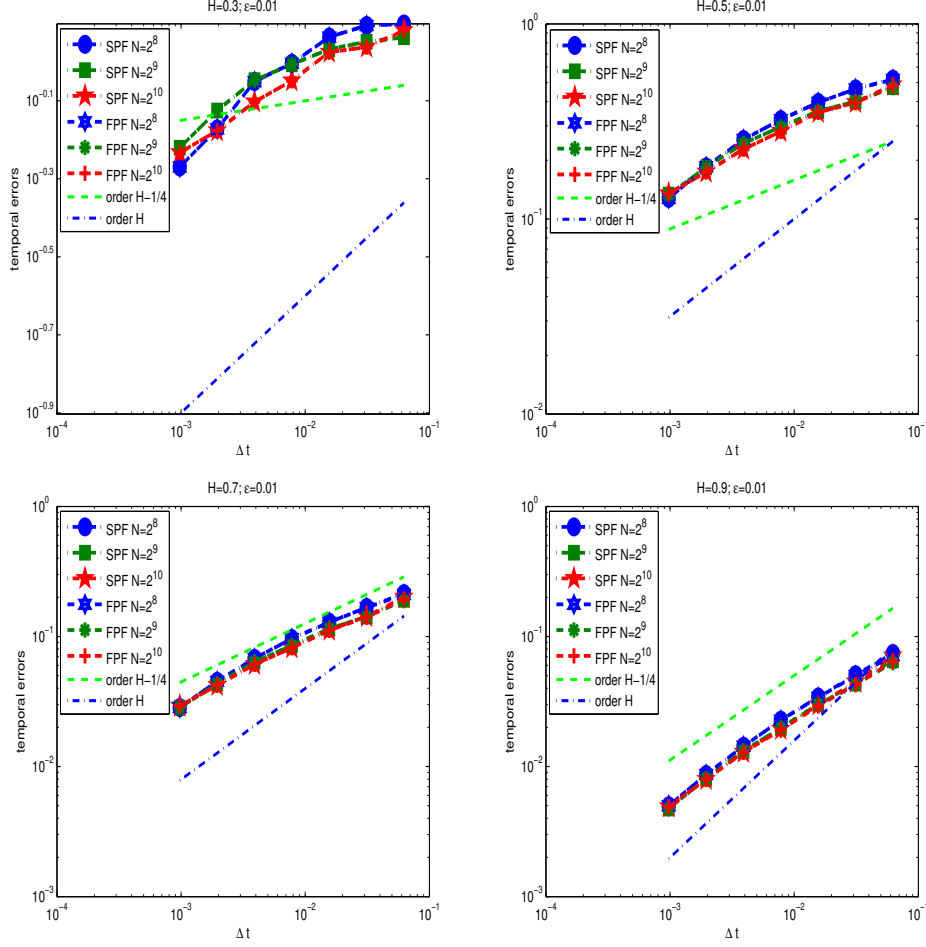 H=0.3; ε=0.01
temporal errors
10^-0.1
10^-0.3
10^-0.5
10^-0.7
10^-0.9
SPF N=2^8
SPF N=2^9
SPF N=2^10
FPF N=2^8
FPF N=2^9
FPF N=2^10
order H−1/4
order H
10^-4
10^-3
10^-2
10^-1
Δ t
H=0.5; ε=0.01
temporal errors
10^0
10^-1
10^-2
SPF N=2^8
SPF N=2^9
SPF N=2^10
FPF N=2^8
FPF N=2^9
FPF N=2^10
order H−1/4
order H
10^-4
10^-3
10^-2
10^-1
Δ t
H=0.7; ε=0.01
temporal errors
10^0
10^-1
10^-2
10^-3
SPF N=2^8
SPF N=2^9
SPF N=2^10
FPF N=2^8
FPF N=2^9
FPF N=2^10
order H−1/4
order H
10^-4
10^-3
10^-2
10^-1
Δ t
H=0.9; ε=0.01
temporal errors
10^0
10^-1
10^-2
10^-3
SPF N=2^8
SPF N=2^9
SPF N=2^10
FPF N=2^8
FPF N=2^9
FPF N=2^10
order H−1/4
order H
10^-4
10^-3
10^-2
10^-1
Δ t